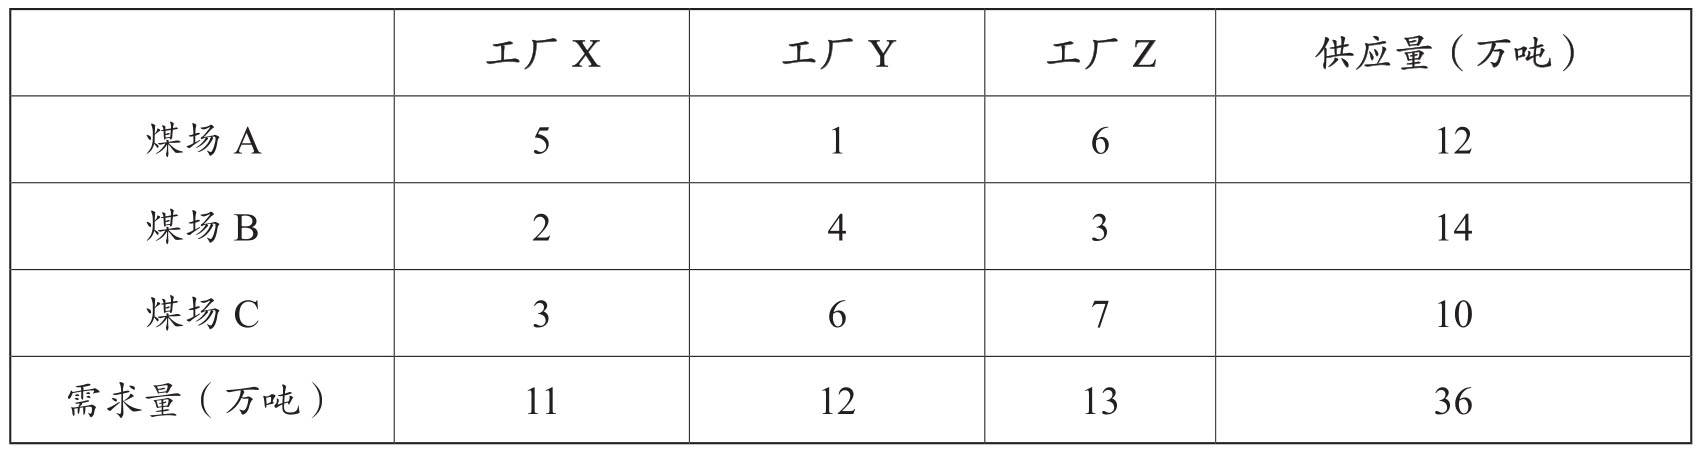 工厂 X 工厂 Y 工厂 Z 供应量（万吨）
煤场 A 5 1 6 12
煤场 B 2 4 3 14
煤场 C 3 6 7 10
需求量（万吨） 11 12 13 36